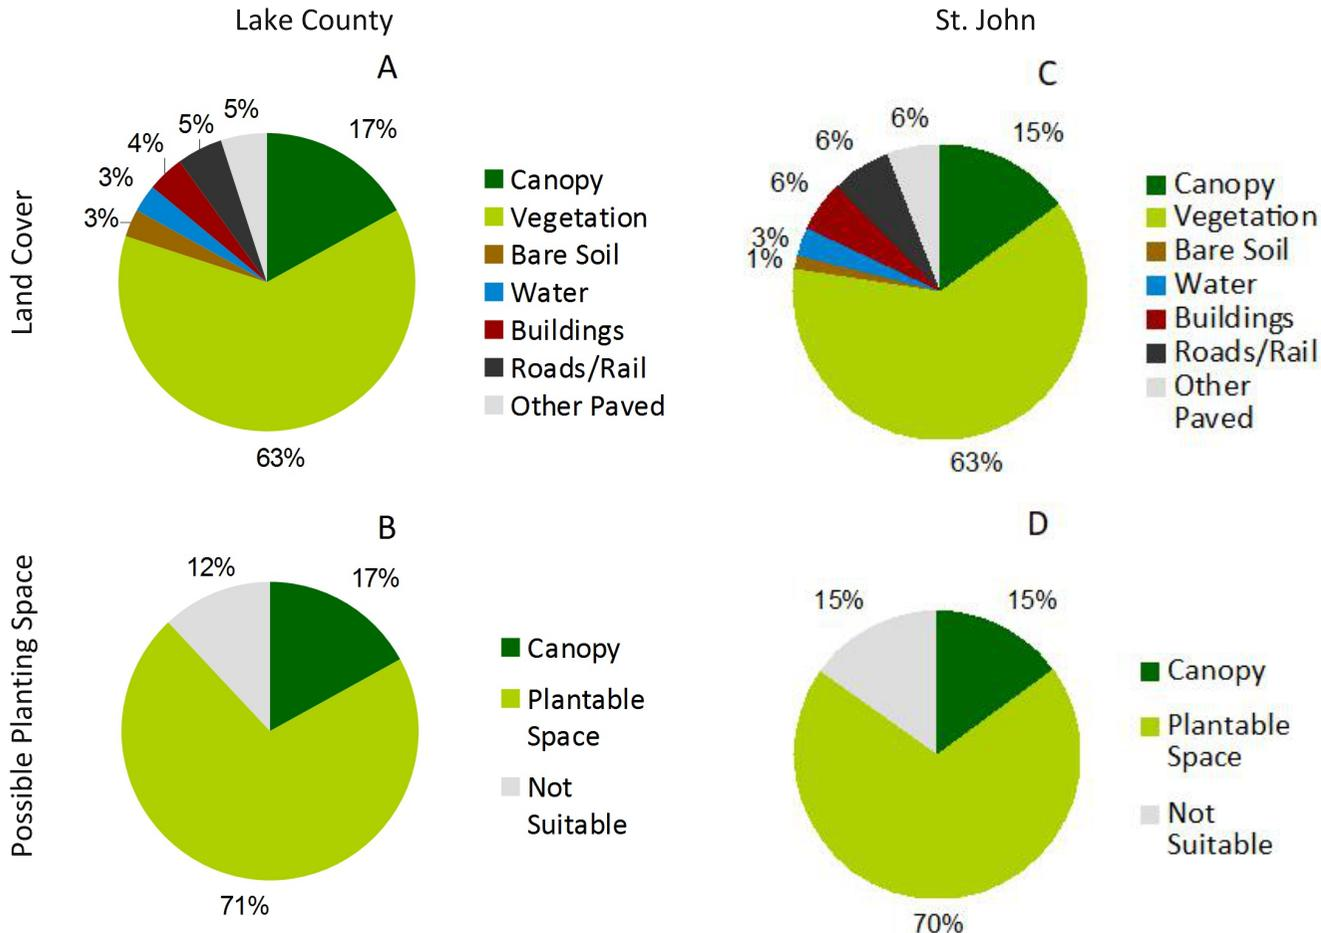 Lake County
St. John
Land Cover
A
5%
5%
4%
3%
3%
17%
63%
Canopy
Vegetation
Bare Soil
Water
Buildings
Roads/Rail
Other Paved
C
6%
6%
6%
3%
1%
15%
63%
Canopy
Vegetation
Bare Soil
Water
Buildings
Roads/Rail
Other
Paved
Possible Planting Space
B
12%
17%
71%
Canopy
Plantable
Space
Not
Suitable
D
15%
15%
70%
Canopy
Plantable
Space
Not
Suitable